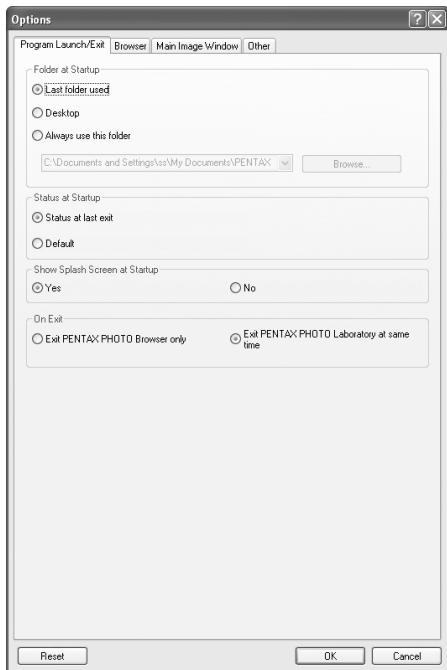 Options
Program Launch/Exit Browser Main Image Window Other
Folder at Startup
Last folder used
Desktop
Always use this folder
C:\Documents and Settings\ss\My Documents\PENTAX Browse...
Status at Startup
Status at last exit
Default
Show Splash Screen at Startup
Yes No
On Exit
Exit PENTAX PHOTO Browser only Exit PENTAX PHOTO Laboratory at same
time
Reset OK Cancel